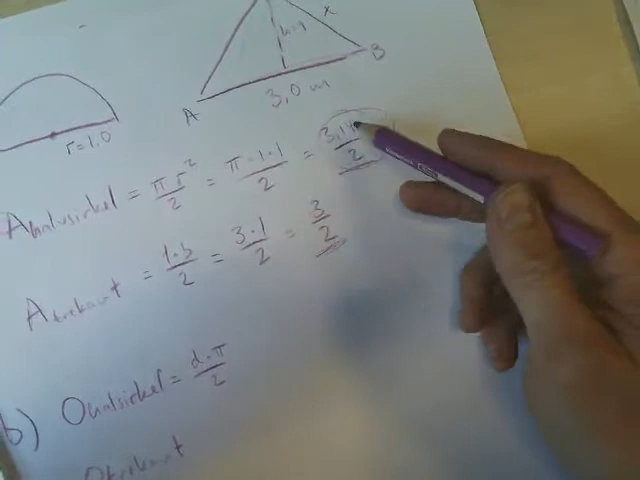 h=1
x
B
A
3,0 m
r=1,0
Ahalvsirkel = πr²/2 = π·1·1/2 = 3,14/2
Atrekant = 1·b/2 = 3·1/2 = 3/2
b) Ohalvsirkel = d·π/2
Otrekant